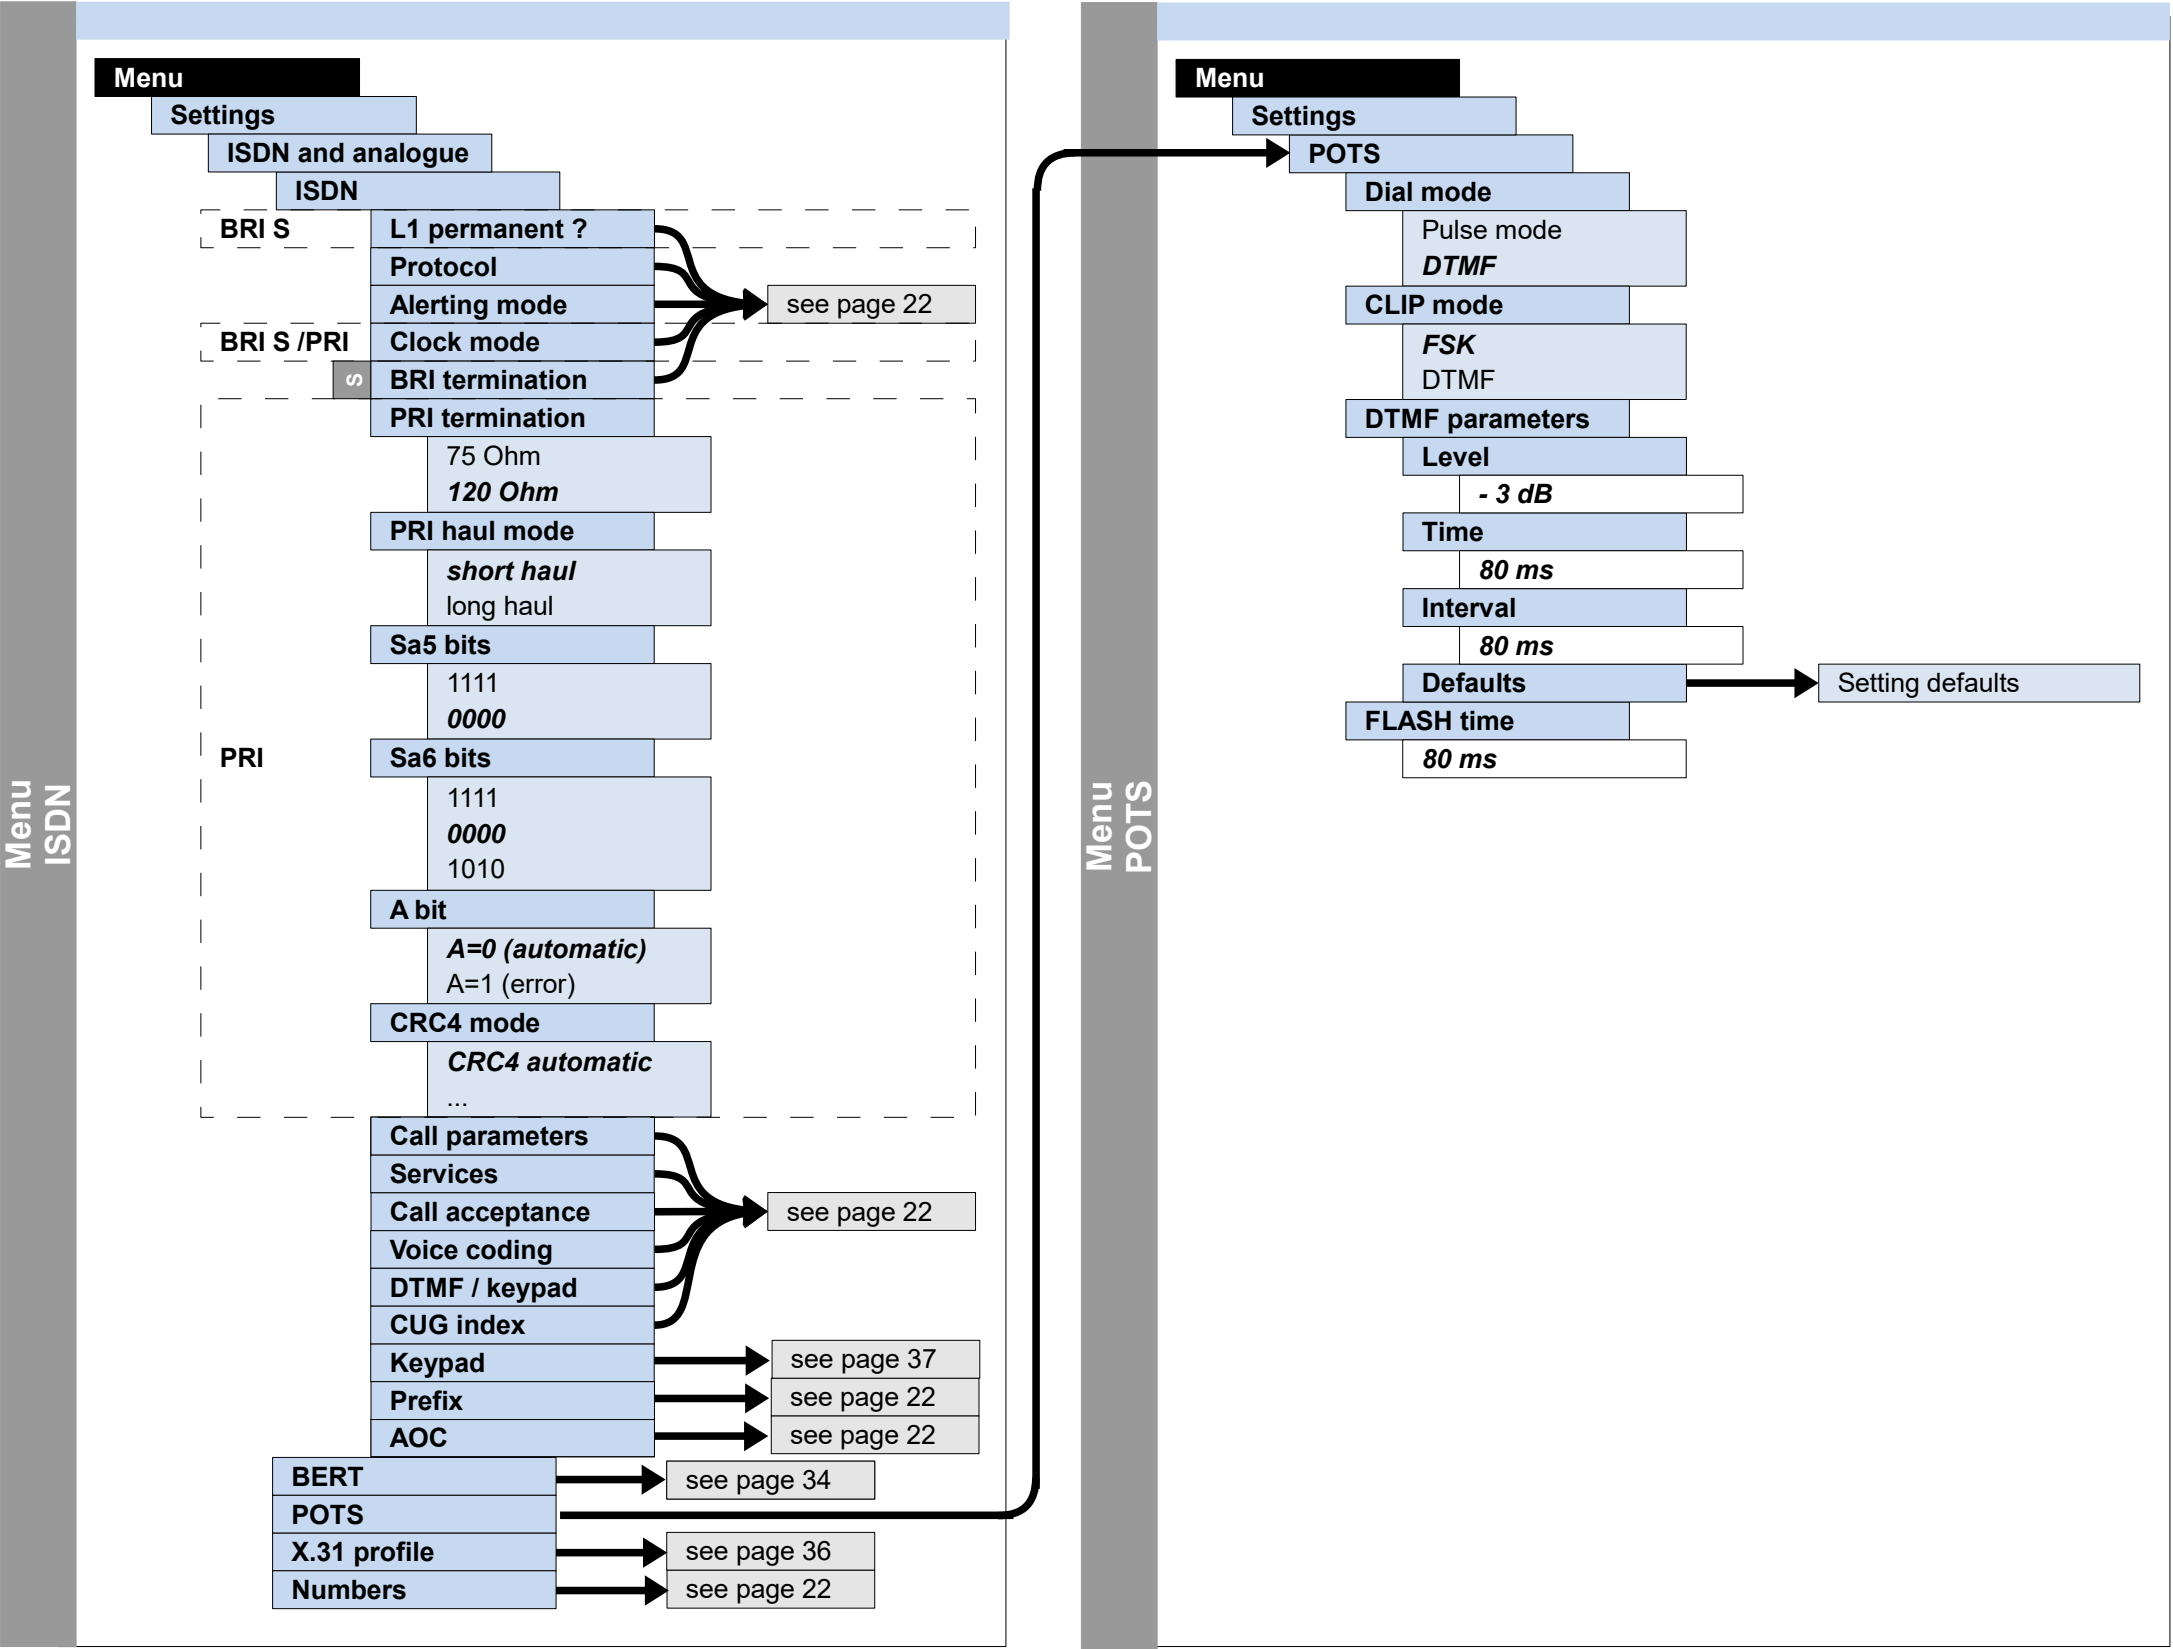 Menu
ISDN
Menu
Settings
ISDN and analogue
ISDN
BRI S
L1 permanent ?
Protocol
Alerting mode
see page 22
BRI S /PRI
Clock mode
S
BRI termination
PRI termination
75 Ohm
120 Ohm
PRI haul mode
short haul
long haul
Sa5 bits
1111
0000
PRI
Sa6 bits
1111
0000
1010
A bit
A=0 (automatic)
A=1 (error)
CRC4 mode
CRC4 automatic
...
Call parameters
Services
Call acceptance
see page 22
Voice coding
DTMF / keypad
CUG index
Keypad
see page 37
Prefix
see page 22
AOC
see page 22
BERT
see page 34
POTS
X.31 profile
see page 36
Numbers
see page 22
Menu
POTS
Menu
Settings
POTS
Dial mode
Pulse mode
DTMF
CLIP mode
FSK
DTMF
DTMF parameters
Level
- 3 dB
Time
80 ms
Interval
80 ms
Defaults
Setting defaults
FLASH time
80 ms